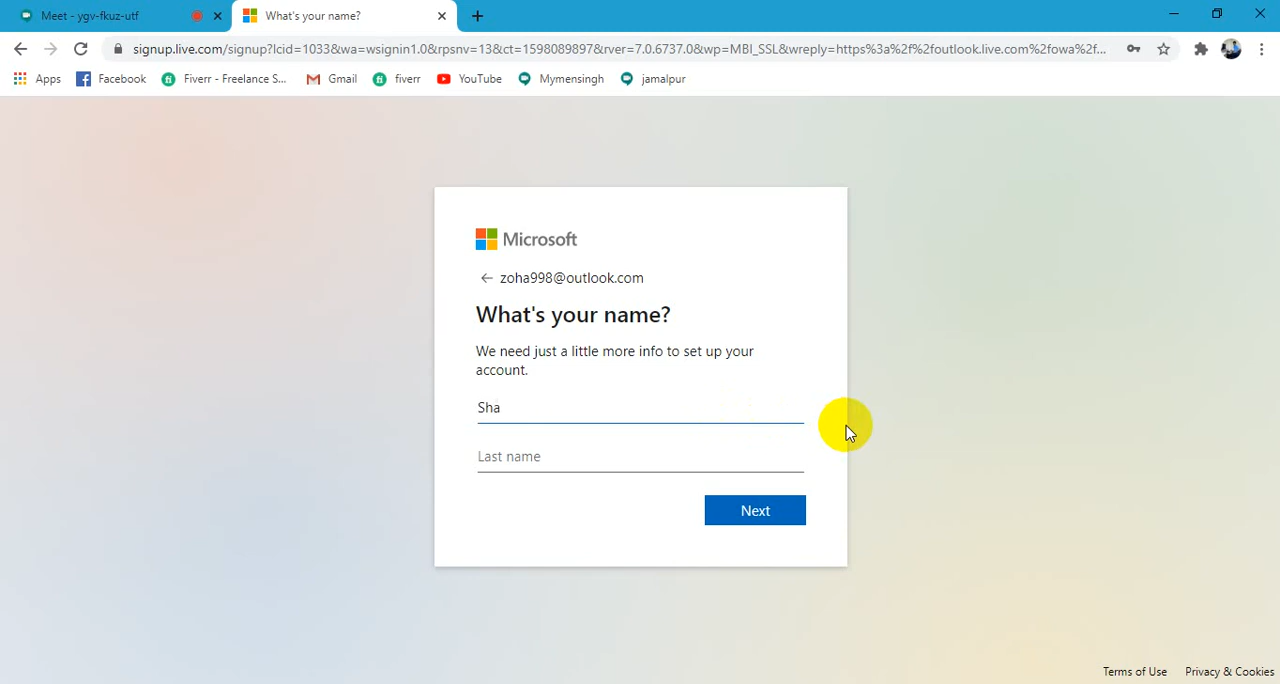 Meet - ygv-fkuz-utf
What's your name?
signup.live.com/signup?lcid=1033&wa=wsignin1.0&rpsnv=13&ct=1598089897&rver=7.0.6737.0&wp=MBI_SSL&wreply=https%3a%2f%2foutlook.live.com%2fowa%2f...
Apps Facebook Fiverr - Freelance S... Gmail fiverr YouTube Mymensingh jamalpur
Microsoft
zoha998@outlook.com
What's your name?
We need just a little more info to set up your
account.
Sha
Last name
Next
Terms of Use Privacy & Cookies